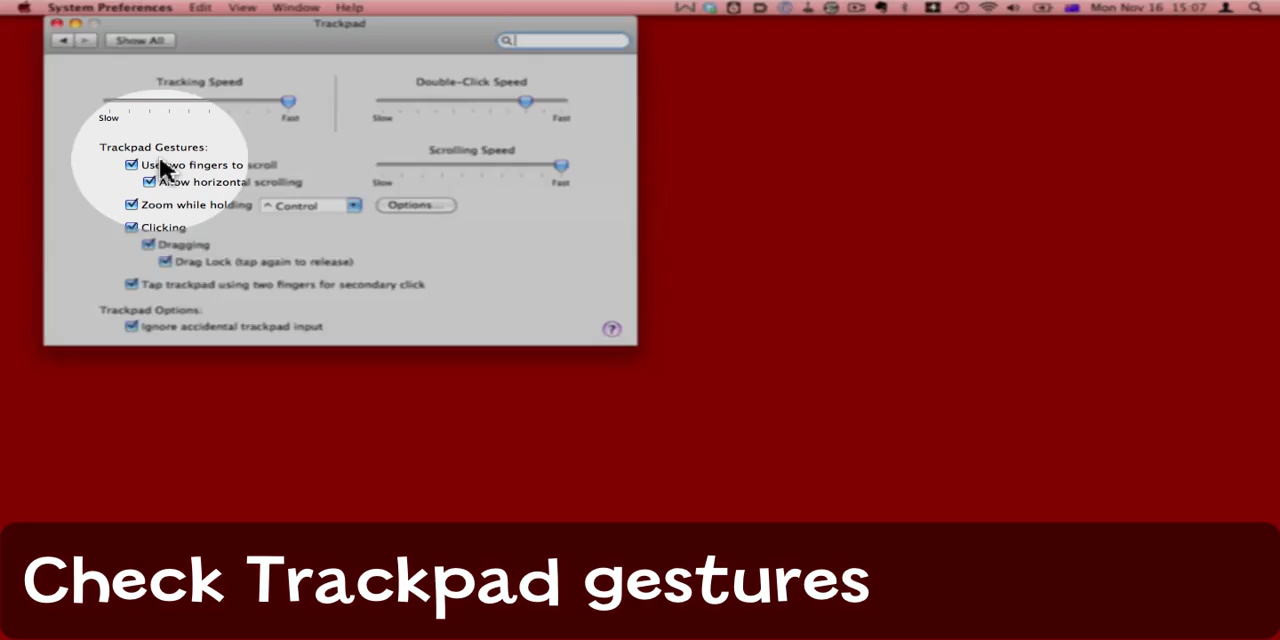 System Preferences Edit View Window Help Mon Nov 16 15:07
Trackpad
Show All
Tracking Speed Double-Click Speed
Slow Fast Slow Fast
Trackpad Gestures: Scrolling Speed
Use two fingers to scroll
Allow horizontal scrolling Slow Fast
Zoom while holding ^ Control Options...
Clicking
Dragging
Drag Lock (tap again to release)
Tap trackpad using two fingers for secondary click
Trackpad Options:
Ignore accidental trackpad input ?
Check Trackpad gestures